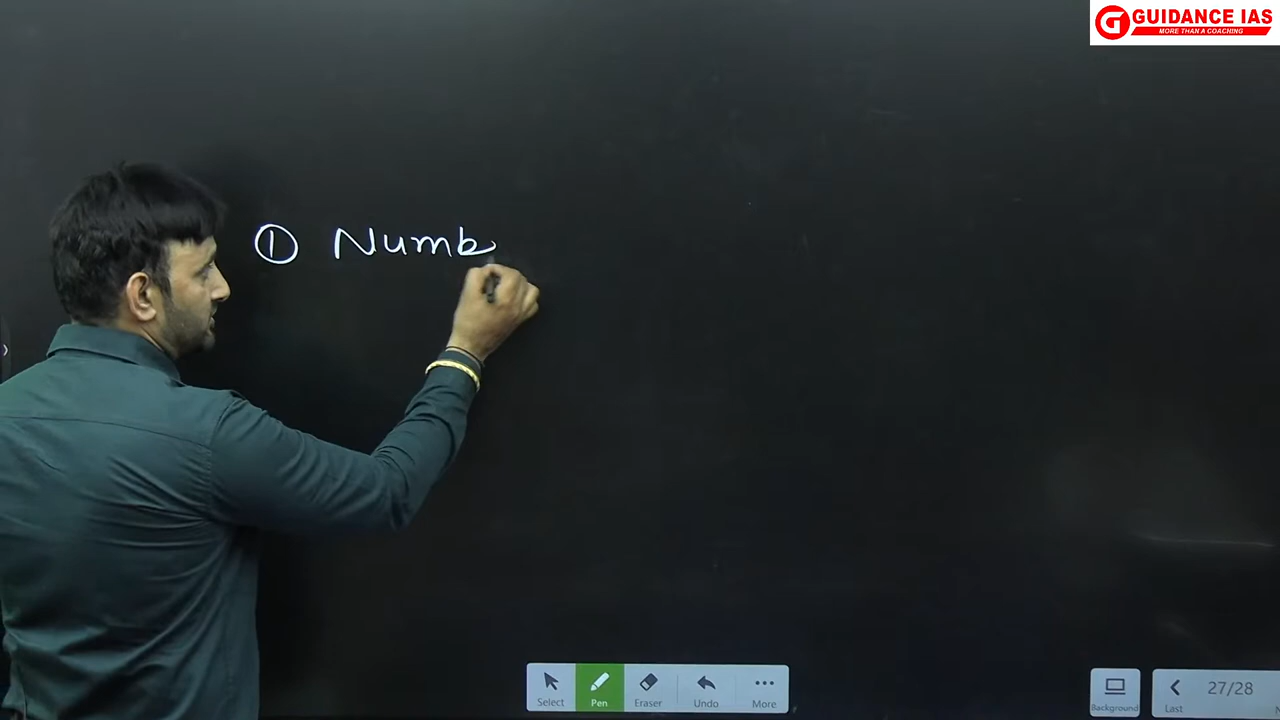 GUIDANCE IAS
MORE THAN A COACHING
① Numb
Select Pen Eraser Undo More
Background
Last
27/28